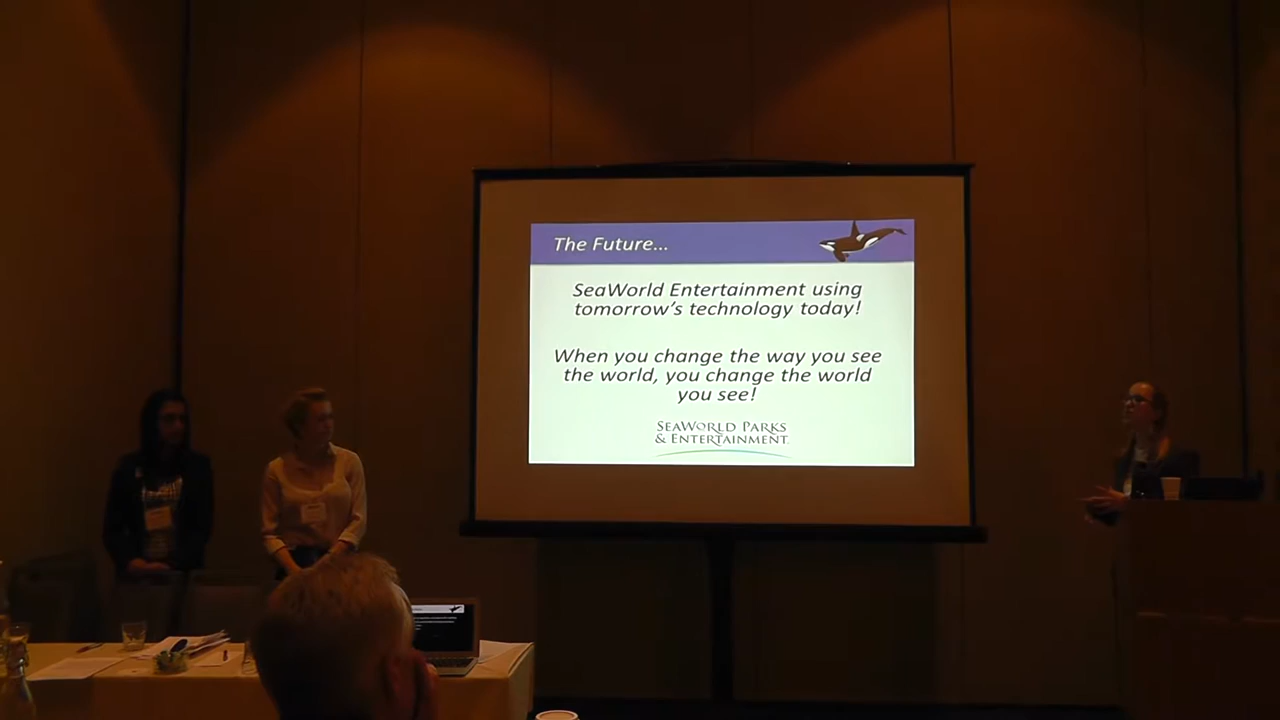 The Future...
SeaWorld Entertainment using
tomorrow's technology today!
When you change the way you see
the world, you change the world
you see!
SEAWORLD PARKS
& ENTERTAINMENT